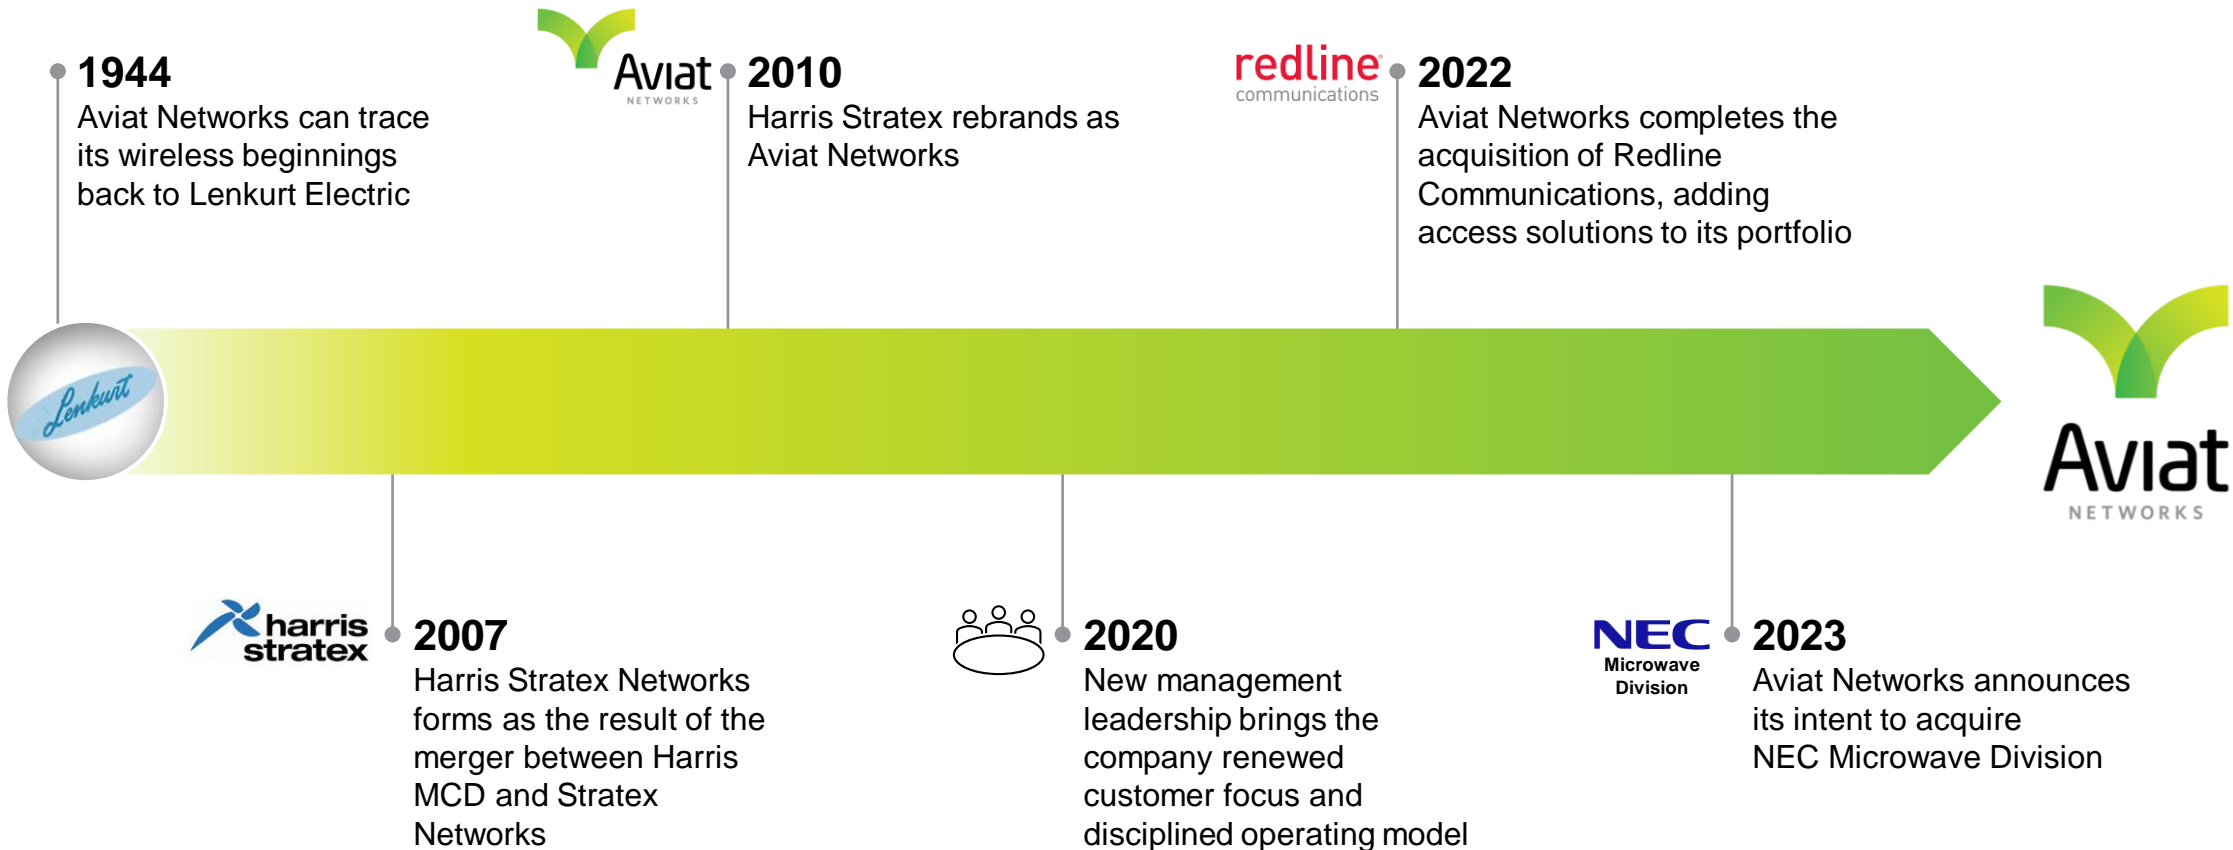 1944
Aviat Networks can trace
its wireless beginnings
back to Lenkurt Electric
Aviat
NETWORKS
2010
Harris Stratex rebrands as
Aviat Networks
redline
communications
2022
Aviat Networks completes the
acquisition of Redline
Communications, adding
access solutions to its portfolio
Lenkurt
Aviat
NETWORKS
harris
stratex
2007
Harris Stratex Networks
forms as the result of the
merger between Harris
MCD and Stratex
Networks
2020
New management
leadership brings the
company renewed
customer focus and
disciplined operating model
NEC
Microwave
Division
2023
Aviat Networks announces
its intent to acquire
NEC Microwave Division